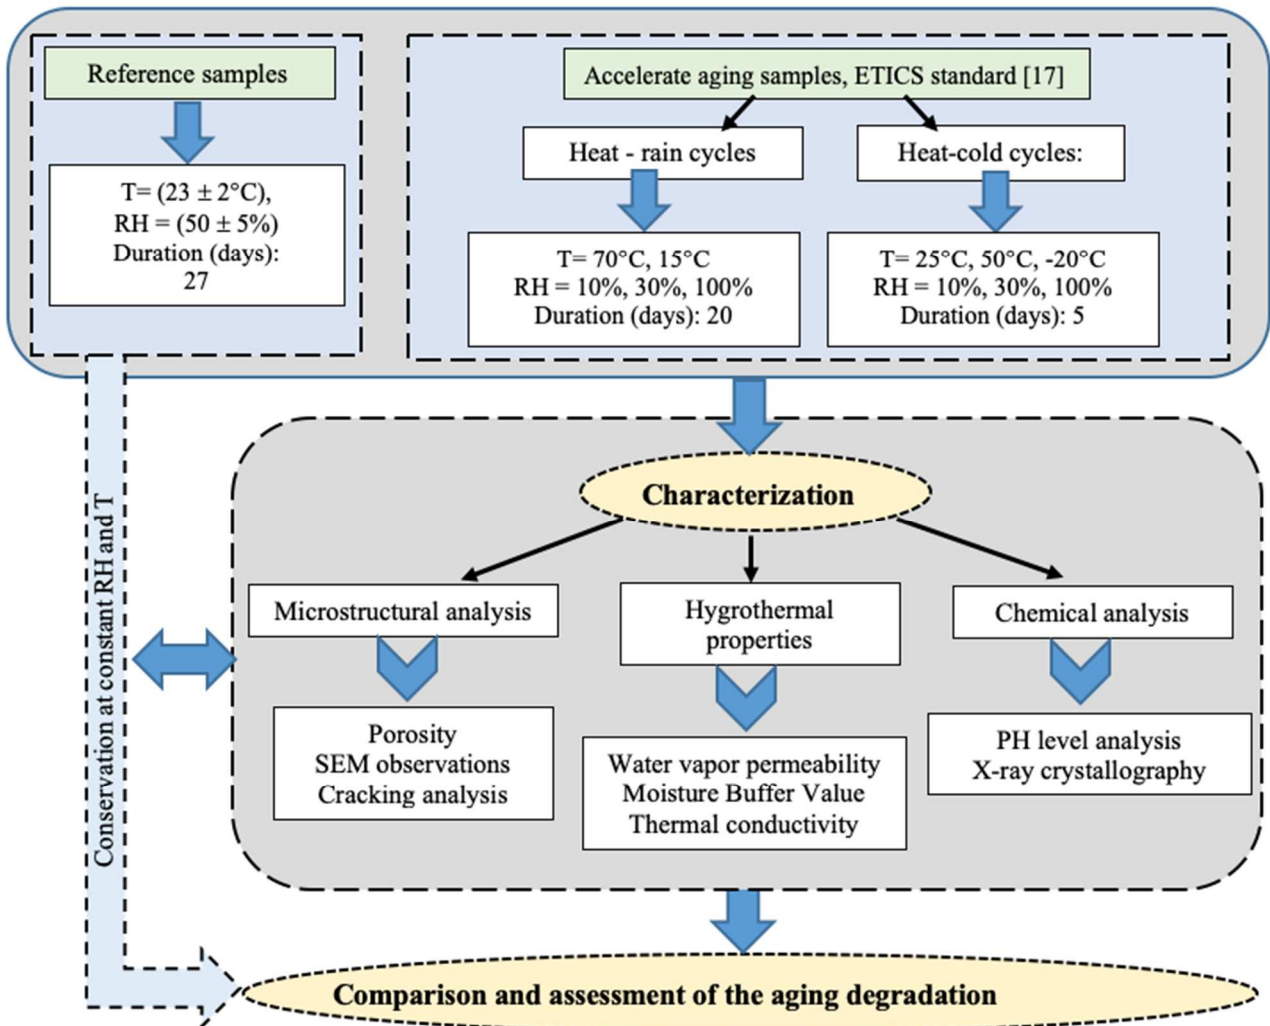 Reference samples
T= (23 ± 2°C),
RH = (50 ± 5%)
Duration (days):
27
Accelerate aging samples, ETICS standard [17]
Heat - rain cycles
T= 70°C, 15°C
RH = 10%, 30%, 100%
Duration (days): 20
Heat-cold cycles:
T= 25°C, 50°C, -20°C
RH = 10%, 30%, 100%
Duration (days): 5
Conservation at constant RH and T
Characterization
Microstructural analysis
Porosity
SEM observations
Cracking analysis
Hygrothermal
properties
Water vapor permeability
Moisture Buffer Value
Thermal conductivity
Chemical analysis
PH level analysis
X-ray crystallography
Comparison and assessment of the aging degradation